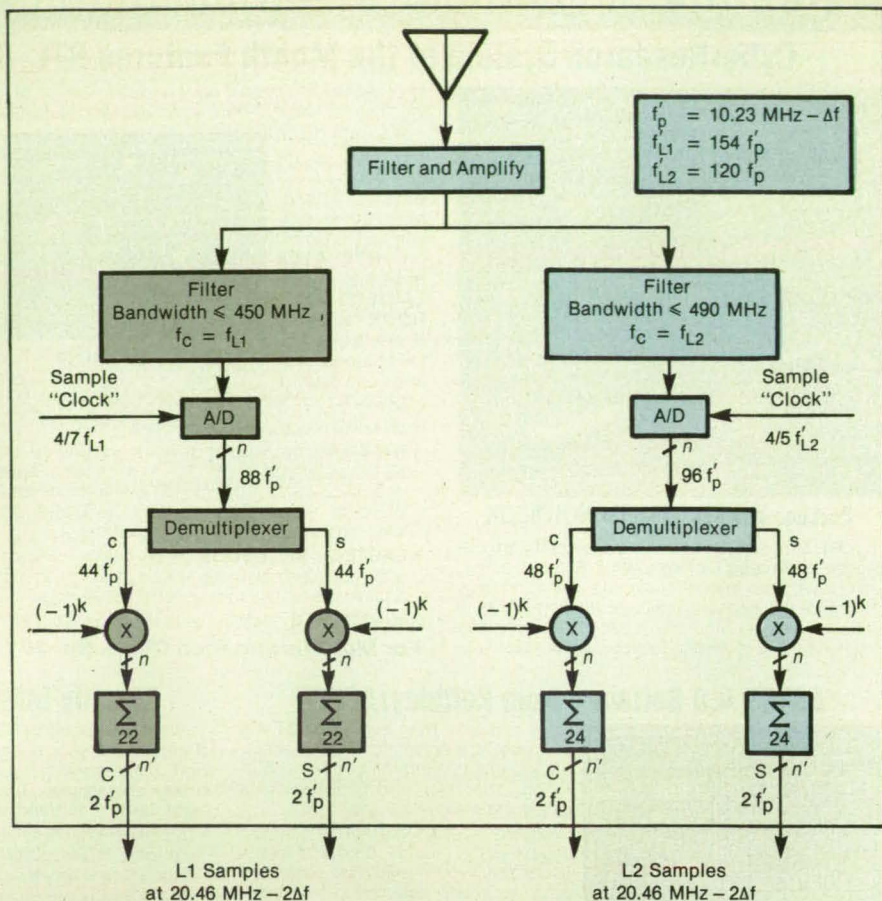 Filter and Amplify
f′p = 10.23 MHz – Δf
f′L1 = 154 f′p
f′L2 = 120 f′p
Filter
Bandwidth ⩽ 450 MHz ,
fC = fL1
Filter
Bandwidth ⩽ 490 MHz
fC = fL2
Sample
"Clock"
4/7 f′L1
A/D
n
88 f′p
Sample
"Clock"
4/5 f′L2
A/D
n
96 f′p
Demultiplexer
c
s
44 f′p
44 f′p
Demultiplexer
c
s
48 f′p
48 f′p
(– 1)k
X
X
(– 1)k
(– 1)k
X
X
(– 1)k
n
n
n
n
Σ
22
Σ
22
Σ
24
Σ
24
C
n′
S
n′
C
n′
S
n′
2 f′p
2 f′p
2 f′p
2 f′p
L1 Samples
at 20.46 MHz – 2Δf
L2 Samples
at 20.46 MHz – 2Δf